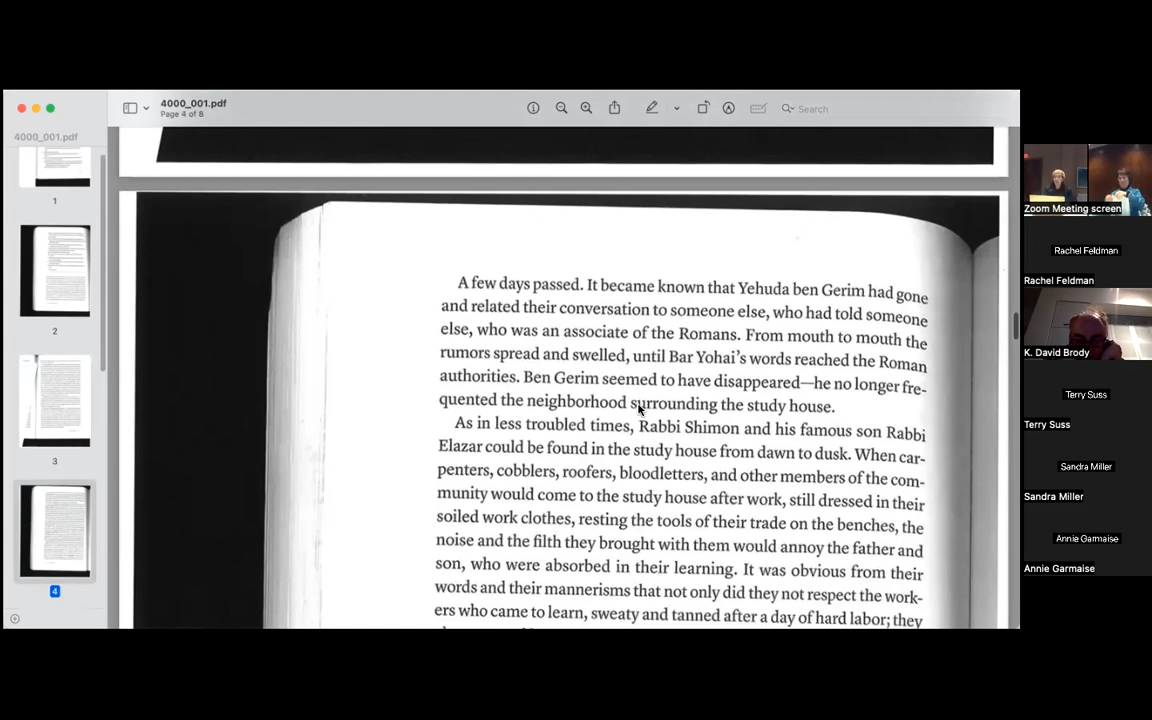 4000_001.pdf
Page 4 of 8
Search
4000_001.pdf
1
2
3
4
A few days passed. It became known that Yehuda ben Gerim had gone
and related their conversation to someone else, who had told someone
else, who was an associate of the Romans. From mouth to mouth the
rumors spread and swelled, until Bar Yohai’s words reached the Roman
authorities. Ben Gerim seemed to have disappeared—he no longer fre-
quented the neighborhood surrounding the study house.
As in less troubled times, Rabbi Shimon and his famous son Rabbi
Elazar could be found in the study house from dawn to dusk. When car-
penters, cobblers, roofers, bloodletters, and other members of the com-
munity would come to the study house after work, still dressed in their
soiled work clothes, resting the tools of their trade on the benches, the
noise and the filth they brought with them would annoy the father and
son, who were absorbed in their learning. It was obvious from their
words and their mannerisms that not only did they not respect the work-
ers who came to learn, sweaty and tanned after a day of hard labor; they
Zoom Meeting screen
Rachel Feldman
Rachel Feldman
K. David Brody
Terry Suss
Terry Suss
Sandra Miller
Sandra Miller
Annie Garmaise
Annie Garmaise